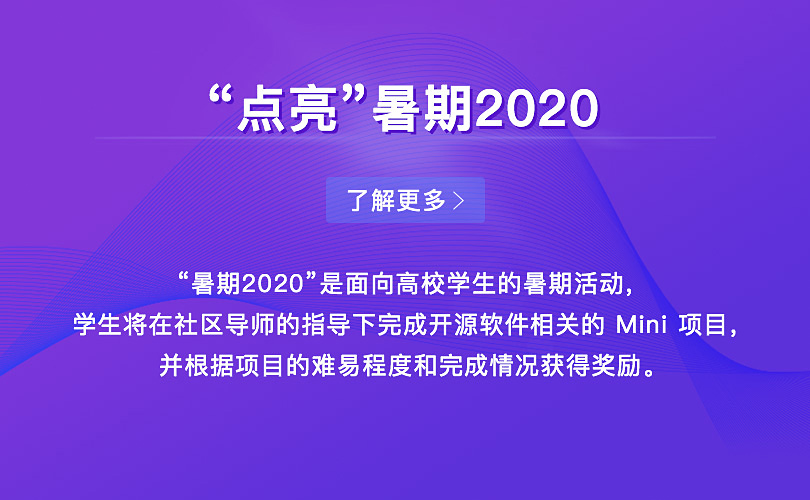 “点亮”暑期2020
了解更多>
“暑期2020”是面向高校学生的暑期活动,
学生将在社区导师的指导下完成开源软件相关的 Mini 项目,
并根据项目的难易程度和完成情况获得奖励。